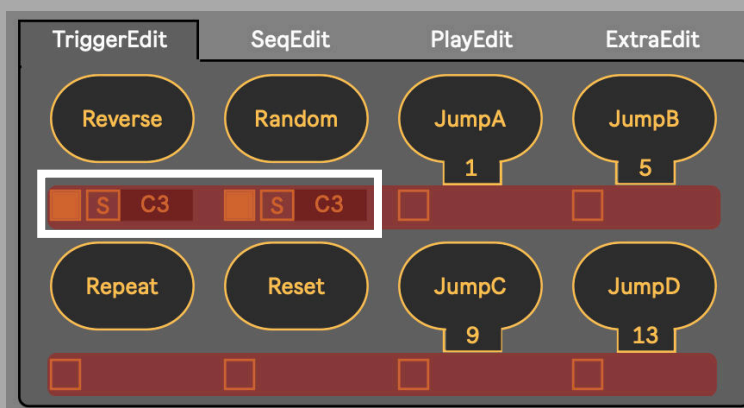 TriggerEdit SeqEdit PlayEdit ExtraEdit
Reverse Random JumpA JumpB
1 5
S C3 S C3
Repeat Reset JumpC JumpD
9 13